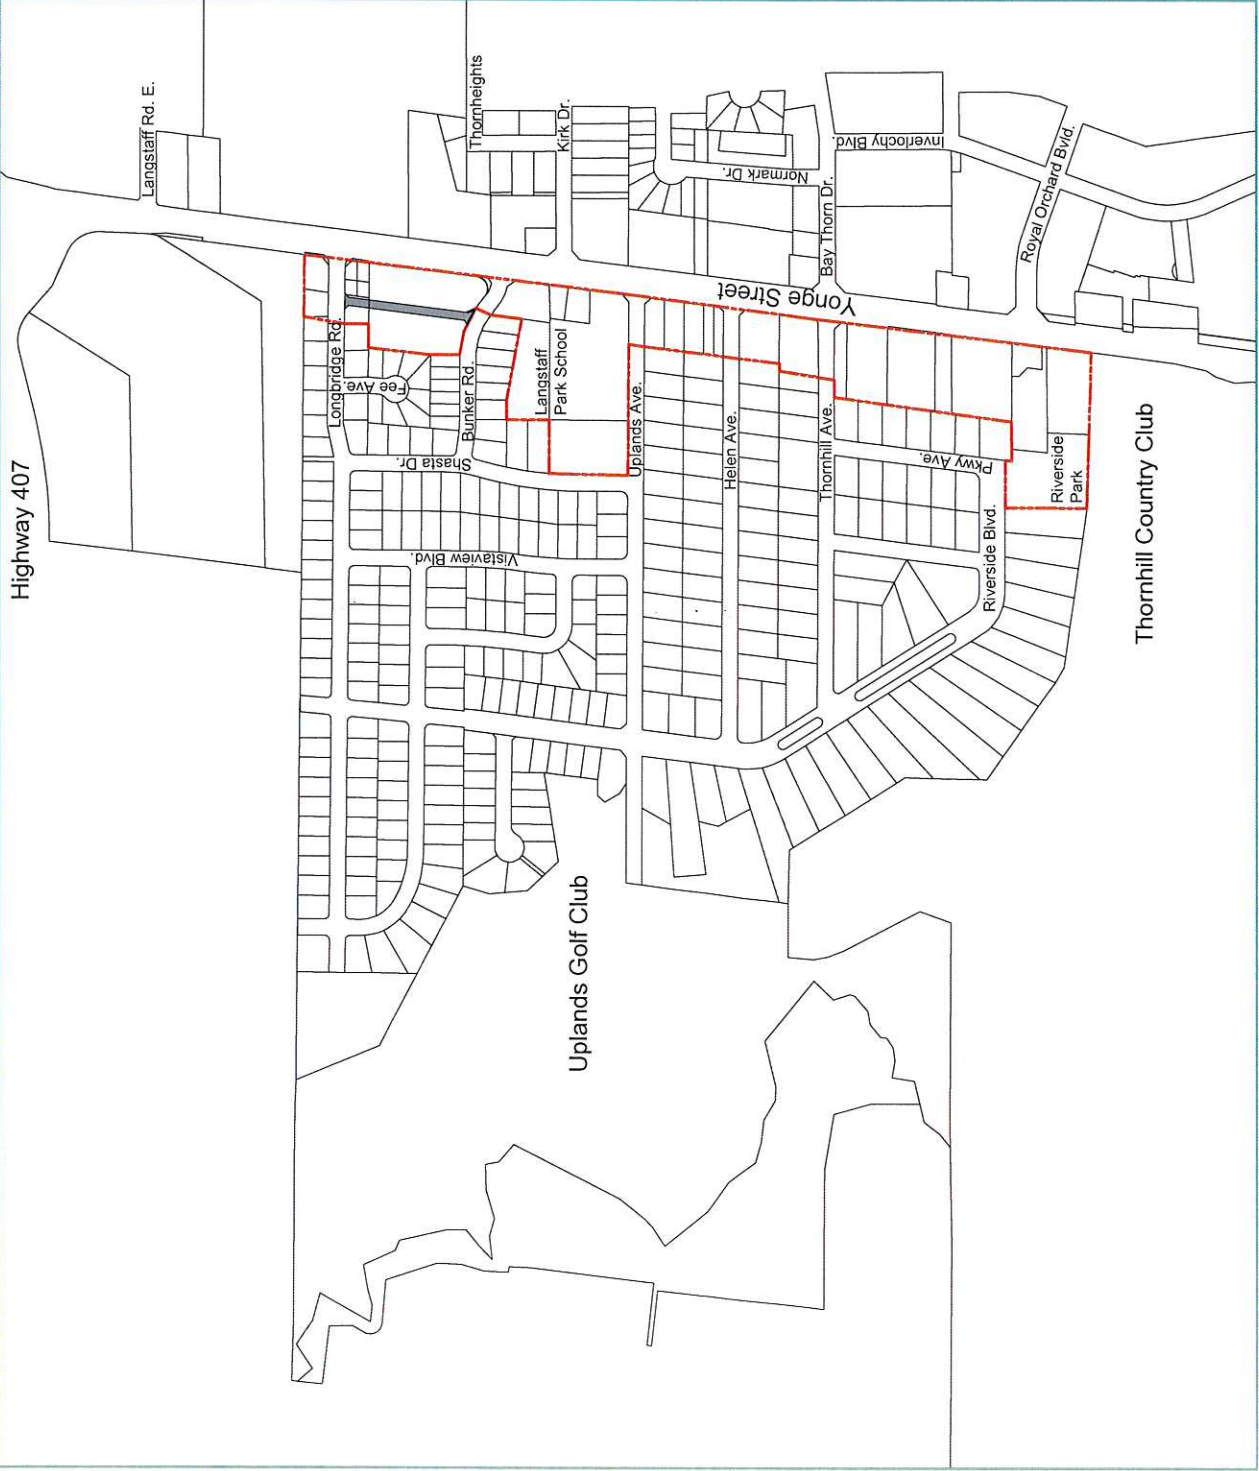 Highway 407
Langstaff Rd. E.
Thornheights
Kirk Dr.
Normark Dr.
Bay Thorn Dr.
Inverlochy Blvd.
Royal Orchard Bvld.
Yonge Street
Longbridge Rd.
Fee Ave.
Bunker Rd.
Langstaff
Park School
Shasta Dr.
Uplands Ave.
Helen Ave.
Thornhill Ave.
Pkwy Ave.
Riverside
Park
Riverside Blvd.
Vistaview Blvd.
Thornhill Country Club
Uplands Golf Club